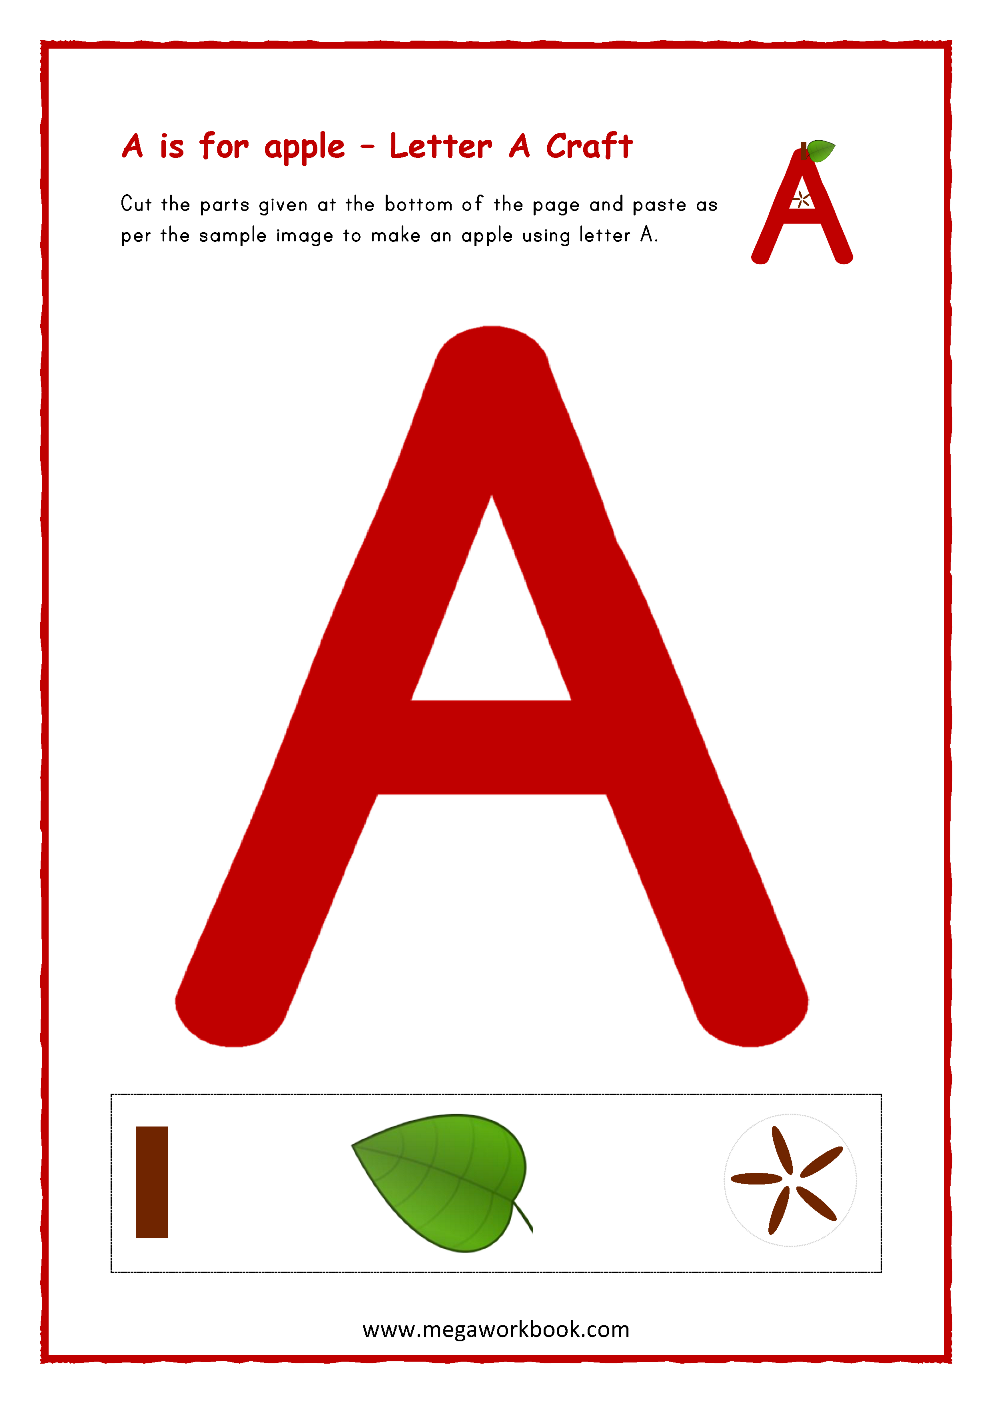 A is for apple – Letter A Craft
Cut the parts given at the bottom of the page and paste as
per the sample image to make an apple using letter A.
A
A
www.megaworkbook.com